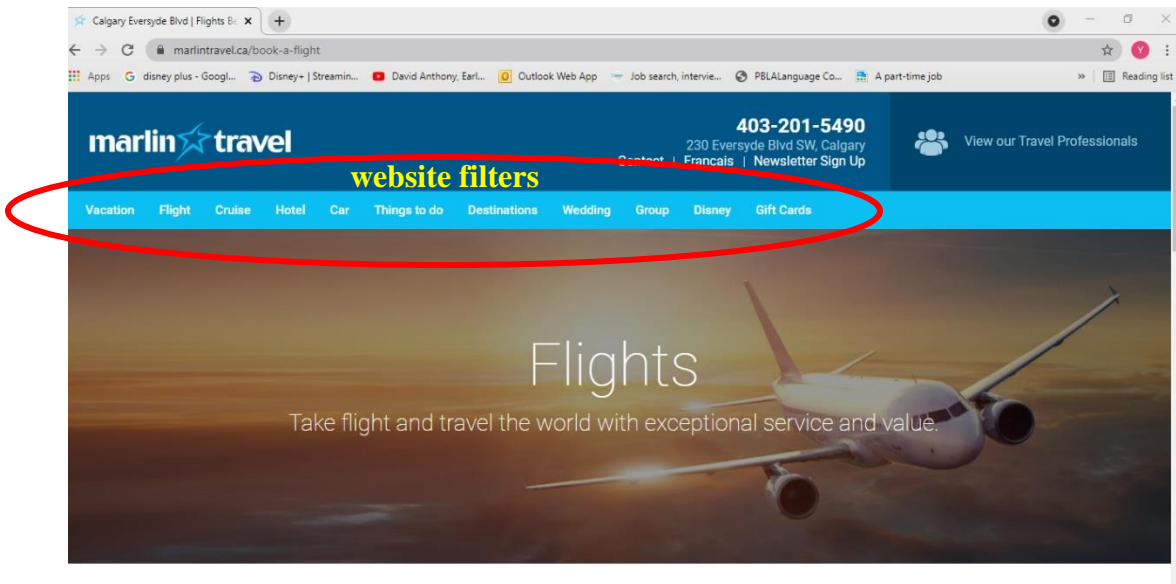 Calgary Eversyde Blvd | Flights Be
marlintravel.ca/book-a-flight
Y
Apps G disney plus - Googl... Disney+ | Streamin... David Anthony, Earl... Outlook Web App Job search, intervie... PBLALanguage Co... A part-time job » Reading list
marlin travel
403-201-5490
230 Eversyde Blvd SW, Calgary
Contact | Francais | Newsletter Sign Up
View our Travel Professionals
website filters
Vacation Flight Cruise Hotel Car Things to do Destinations Wedding Group Disney Gift Cards
Flights
Take flight and travel the world with exceptional service and value.